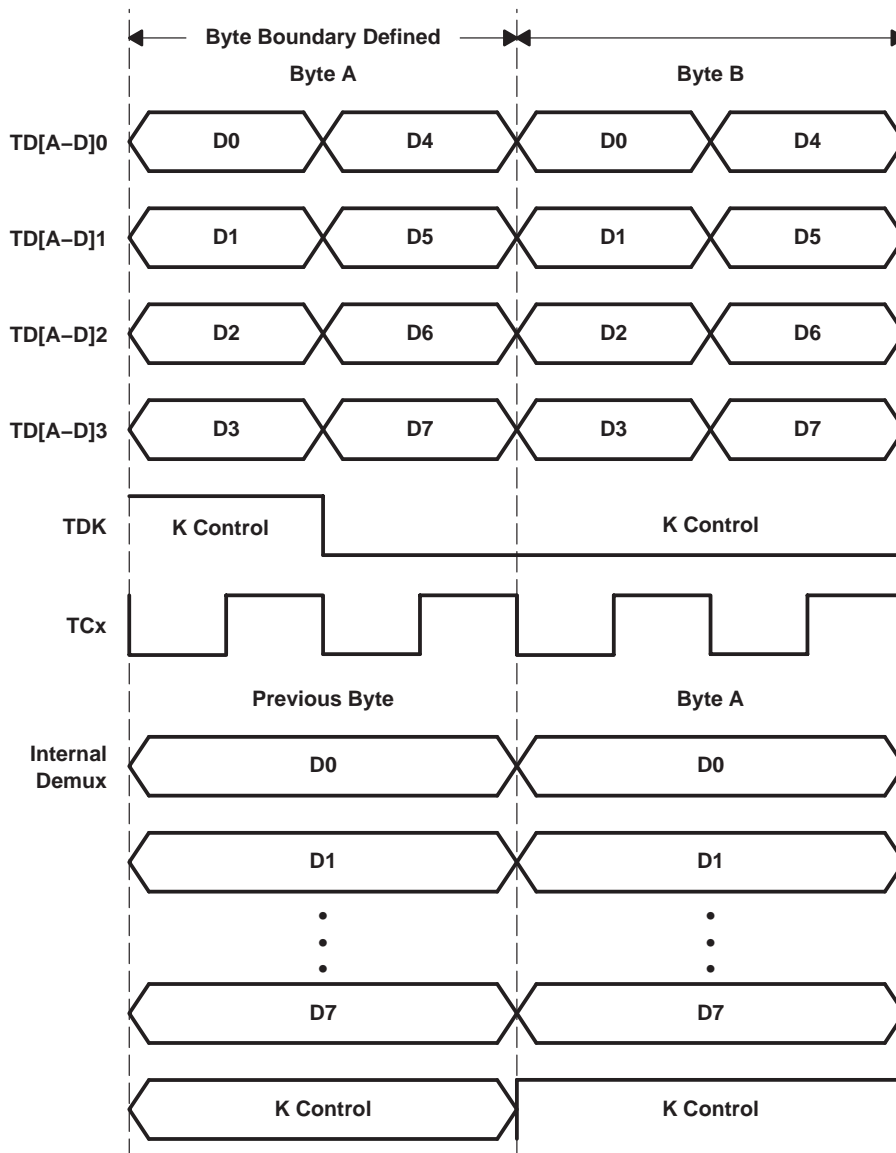 Byte Boundary Defined
Byte A Byte B
TD[A–D]0 D0 D4 D0 D4
TD[A–D]1 D1 D5 D1 D5
TD[A–D]2 D2 D6 D2 D6
TD[A–D]3 D3 D7 D3 D7
TDK K Control K Control
TCx
Previous Byte Byte A
Internal
Demux
D0 D0
D1 D1
D7 D7
K Control K Control